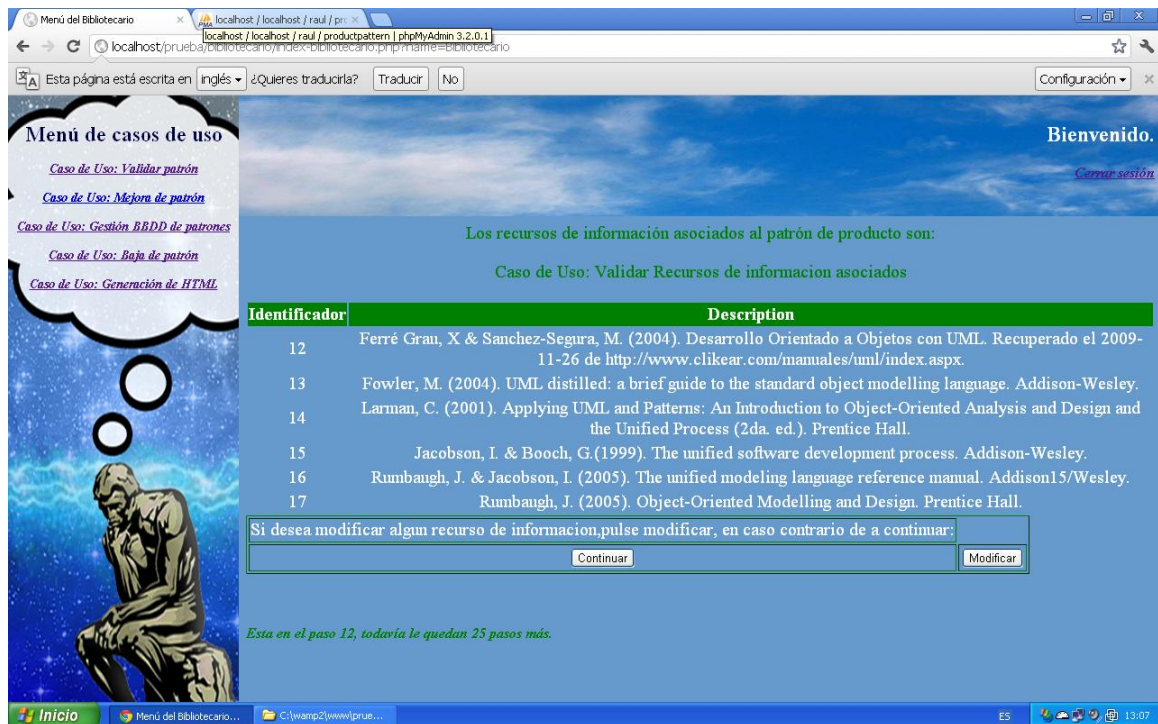 Menú del Bibliotecario
localhost / localhost / raul / pro
localhost / localhost / raul / productpattern | phpMyAdmin 3.2.0.1
localhost/prueba/bibliotecario/index-bibliotecario.php?name=Bibliotecario
Esta página está escrita en inglés ¿Quieres traducirla? Traducir No Configuración
Menú de casos de uso
Caso de Uso: Validar patrón
Caso de Uso: Mejora de patrón
Caso de Uso: Gestión BBDD de patrones
Caso de Uso: Baja de patrón
Caso de Uso: Generación de HTML
Bienvenido.
Cerrar sesión
Los recursos de información asociados al patrón de producto son:
Caso de Uso: Validar Recursos de informacion asociados
Identificador Description
12 Ferré Grau, X & Sanchez-Segura, M. (2004). Desarrollo Orientado a Objetos con UML. Recuperado el 2009-
11-26 de http://www.clikear.com/manuales/uml/index.aspx.
13 Fowler, M. (2004). UML distilled: a brief guide to the standard object modelling language. Addison-Wesley.
14 Larman, C. (2001). Applying UML and Patterns: An Introduction to Object-Oriented Analysis and Design and
the Unified Process (2da. ed.). Prentice Hall.
15 Jacobson, I. & Booch, G.(1999). The unified software development process. Addison-Wesley.
16 Rumbaugh, J. & Jacobson, I. (2005). The unified modeling language reference manual. Addison15/Wesley.
17 Rumbaugh, J. (2005). Object-Oriented Modelling and Design. Prentice Hall.
Si desea modificar algun recurso de informacion,pulse modificar, en caso contrario de a continuar:
Continuar Modificar
Esta en el paso 12, todavía le quedan 25 pasos más.
Inicio Menú del Bibliotecario... C:\wamp2\www\prue... ES 13:07